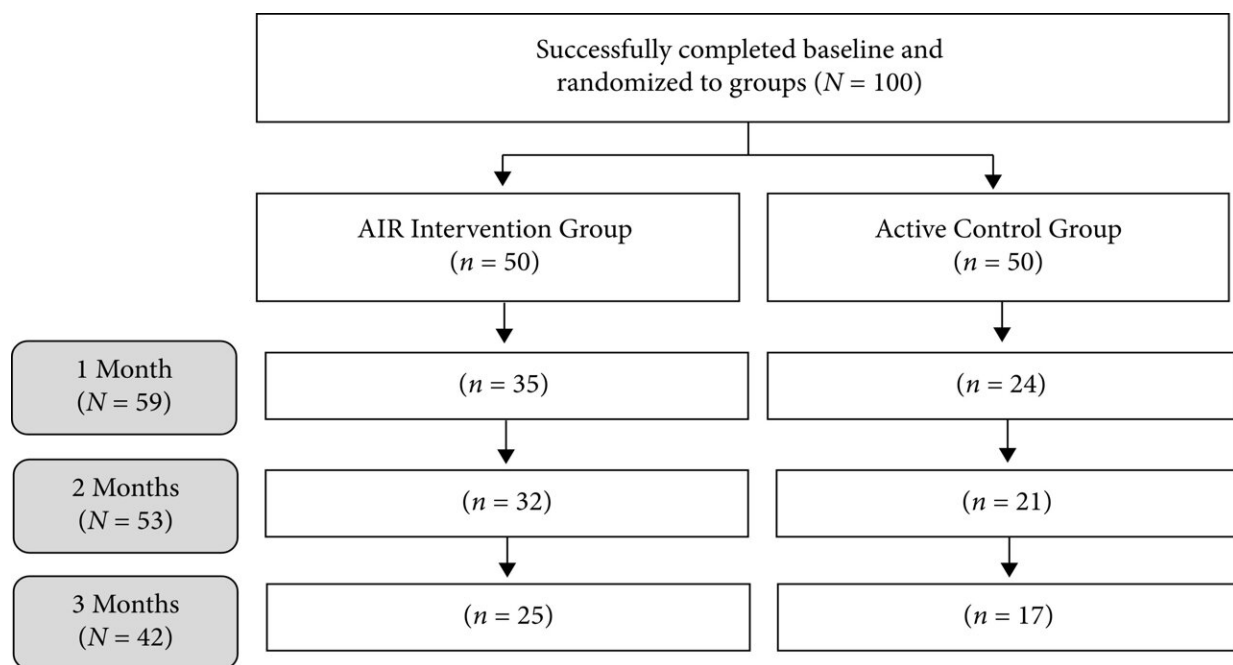 Successfully completed baseline and
randomized to groups (N = 100)
AIR Intervention Group
(n = 50)
Active Control Group
(n = 50)
1 Month
(N = 59)
(n = 35)
(n = 24)
2 Months
(N = 53)
(n = 32)
(n = 21)
3 Months
(N = 42)
(n = 25)
(n = 17)